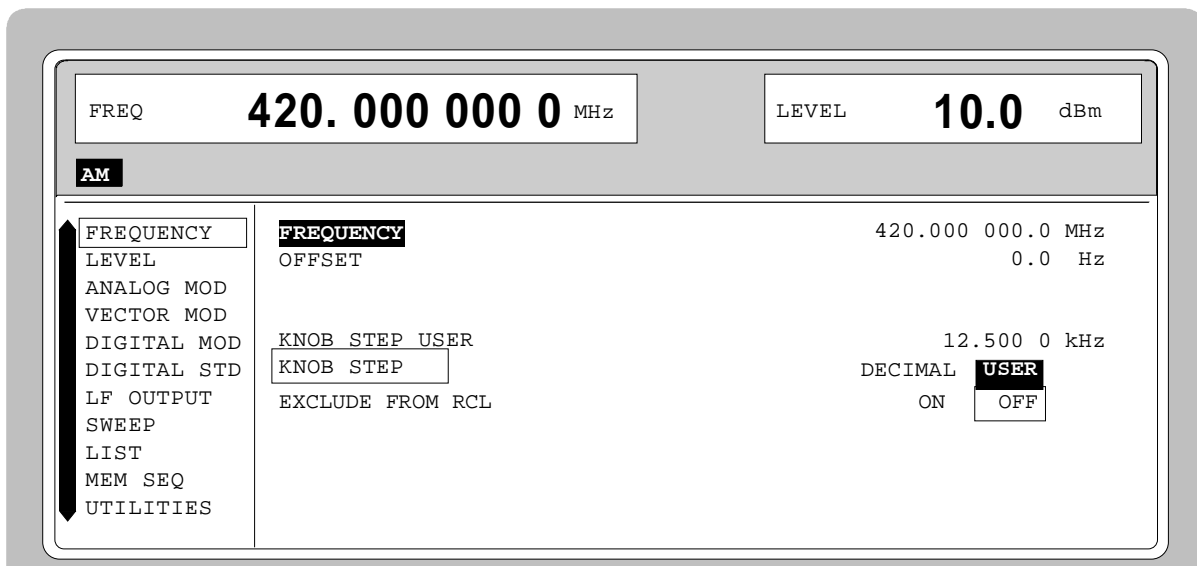 FREQ 420. 000 000 0 MHz LEVEL 10.0 dBm
AM
FREQUENCY
LEVEL
ANALOG MOD
VECTOR MOD
DIGITAL MOD
DIGITAL STD
LF OUTPUT
SWEEP
LIST
MEM SEQ
UTILITIES
FREQUENCY 420.000 000.0 MHz
OFFSET 0.0 Hz
KNOB STEP USER 12.500 0 kHz
KNOB STEP DECIMAL USER
EXCLUDE FROM RCL ON OFF